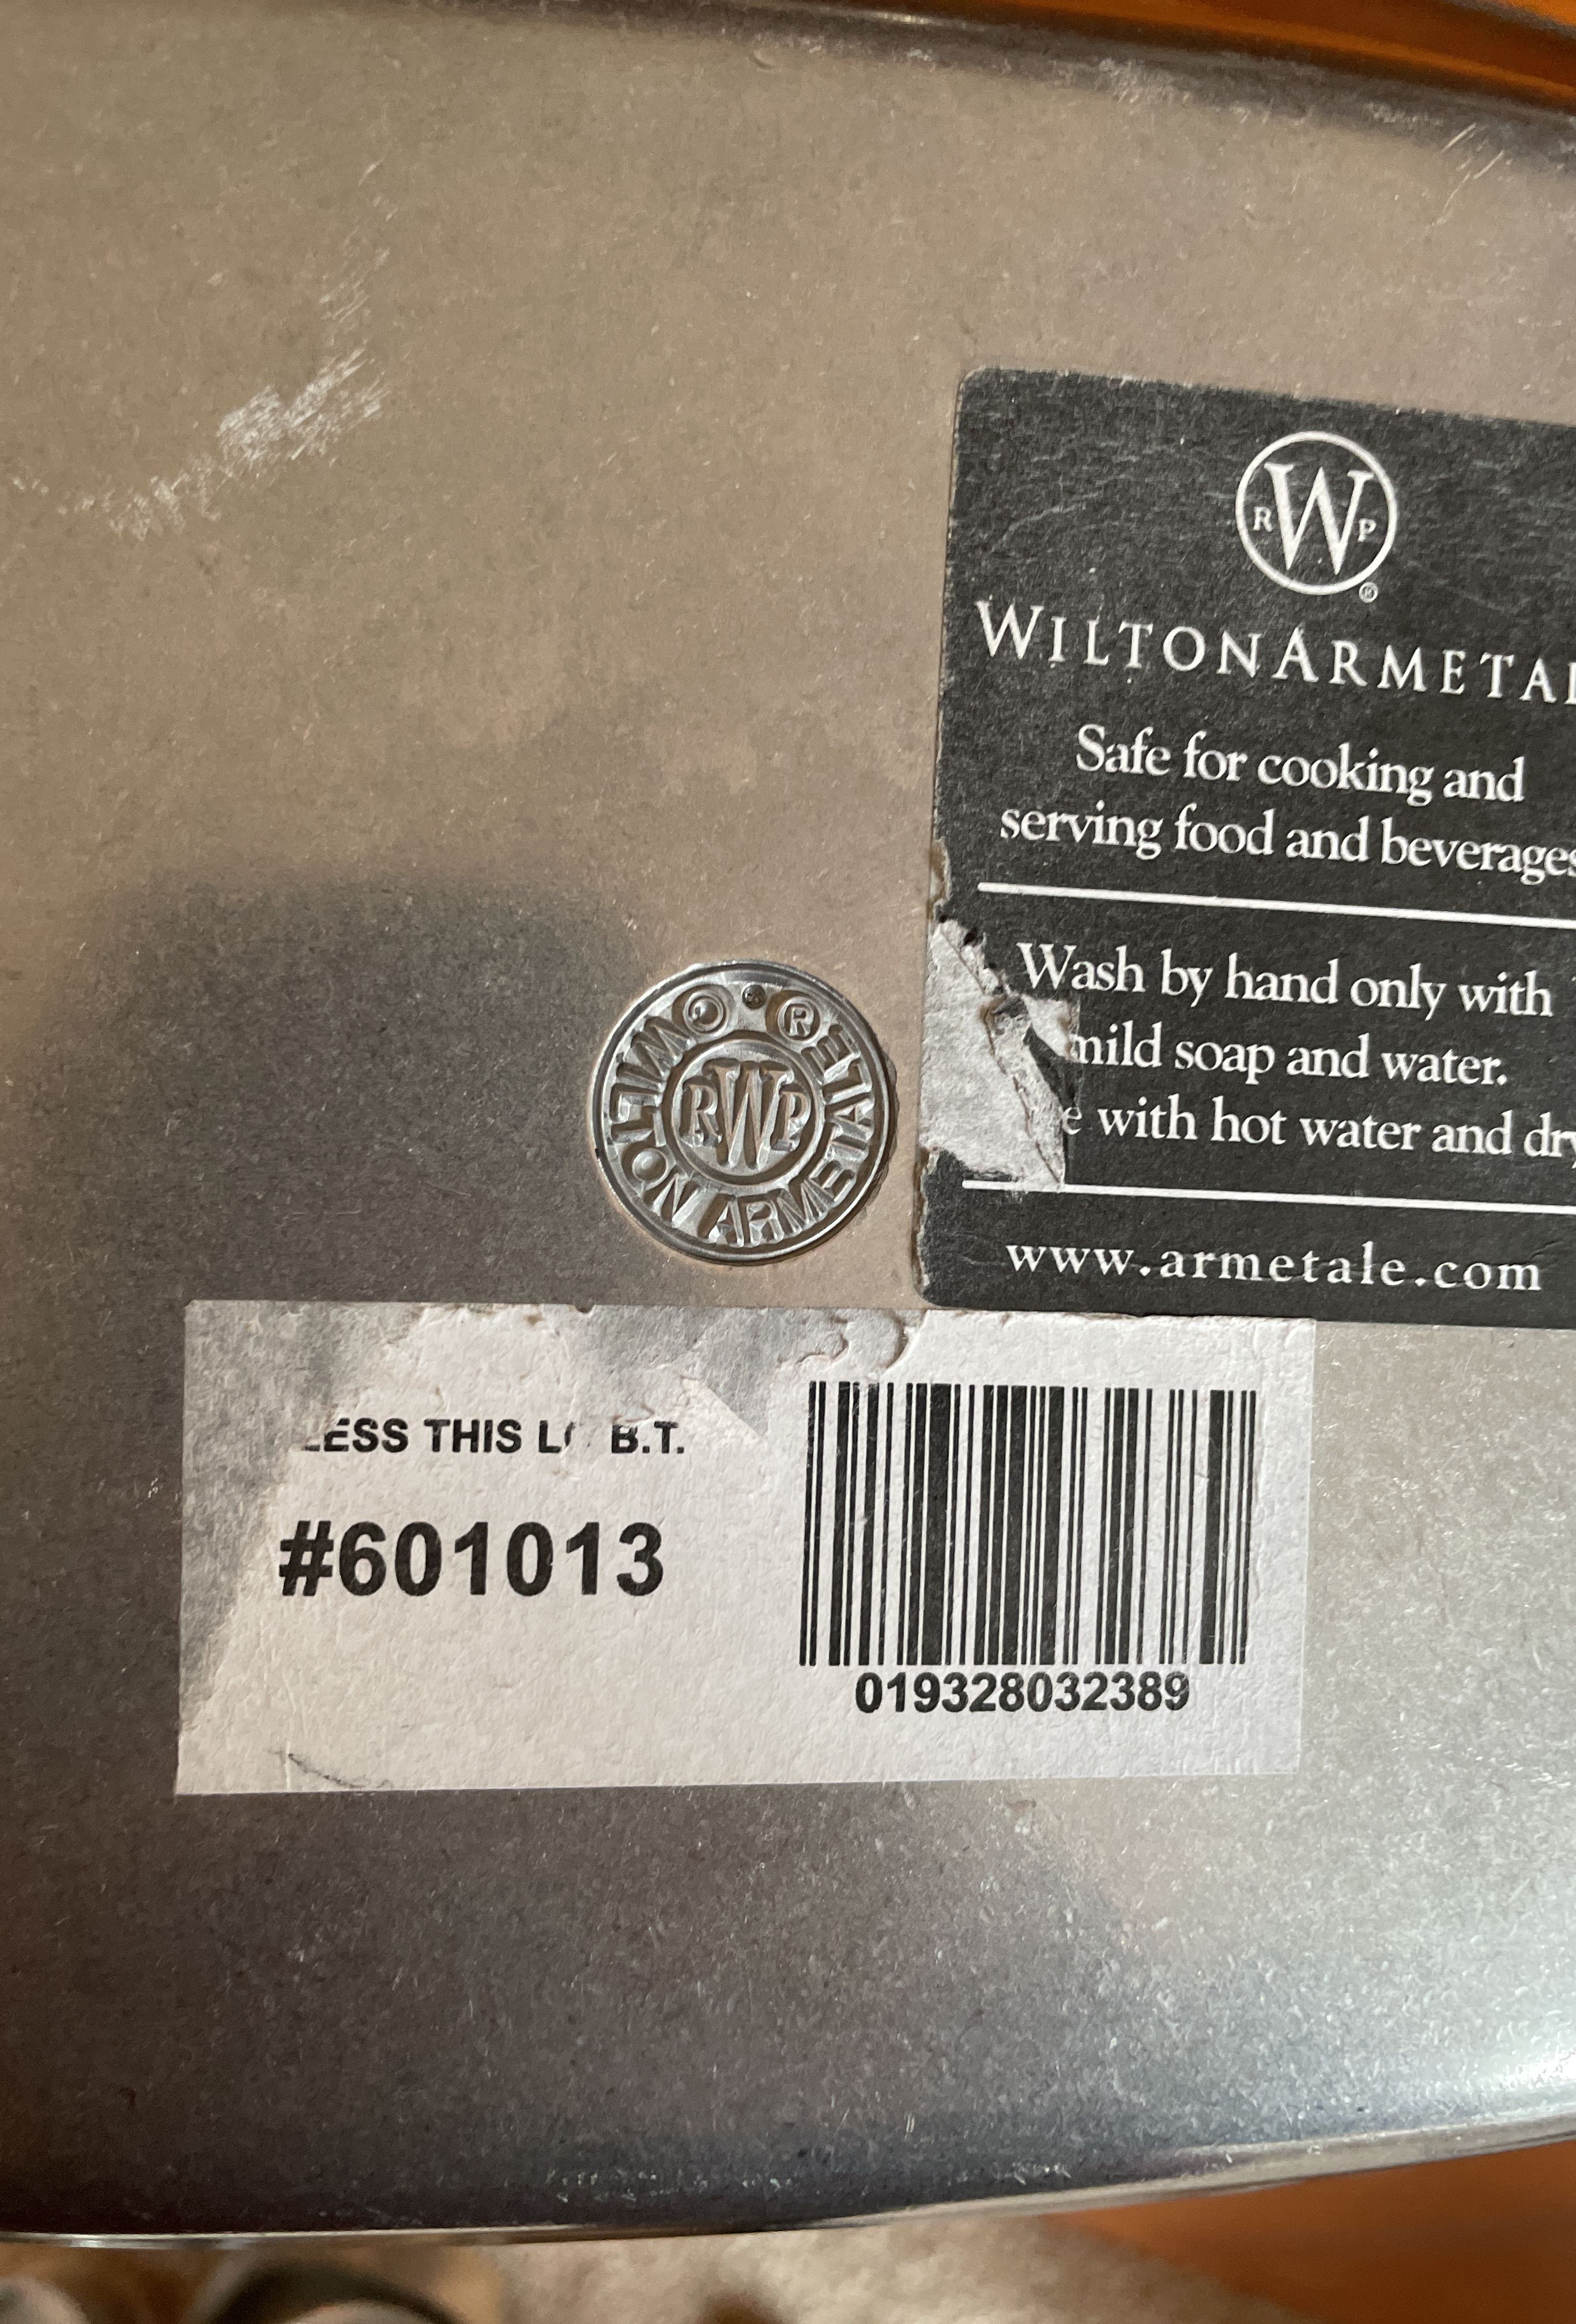 R W P
®
WILTONARMETAL
Safe for cooking and
serving food and beverages
Wash by hand only with
mild soap and water.
with hot water and dry
www.armetale.com
© WILTON ARMETALE ®
RWP
THIS B.T.
#601013
019328032389